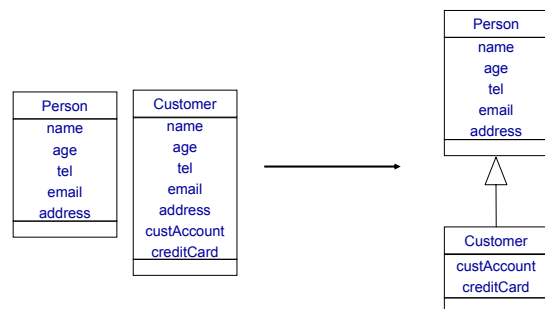 Person
name
age
tel
email
address
Customer
name
age
tel
email
address
custAccount
creditCard
Person
name
age
tel
email
address
Customer
custAccount
creditCard